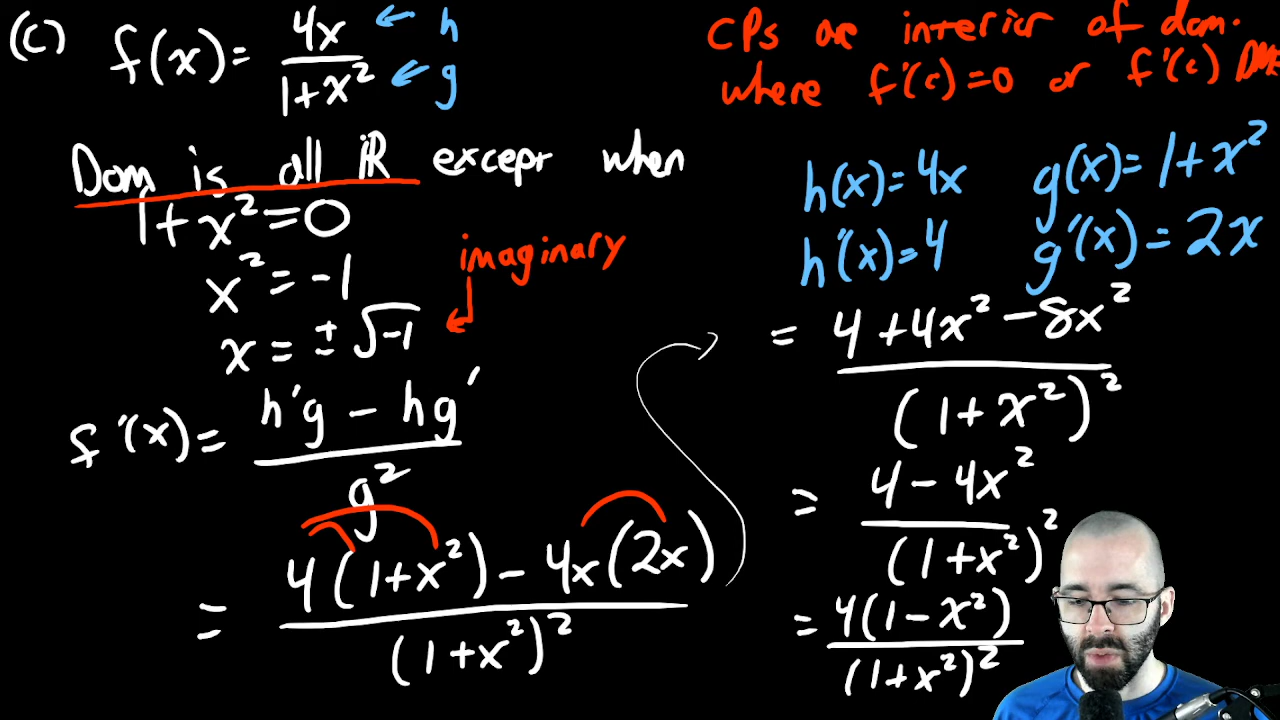 (c) f(x) = 4x / 1+x² ← h ← g
Dom is all ℝ except when
1 + x² = 0
x² = -1
x = ± √-1
imaginary
f'(x) = h'g - hg' / g²
= 4(1+x²) - 4x(2x) / (1+x²)²
CPs are interior of dom.
where f'(c)=0 or f'(c) DNE
h(x)= 4x g(x)= 1+x²
h'(x)= 4 g'(x)= 2x
= 4 + 4x² - 8x² / (1+x²)²
= 4 - 4x² / (1+x²)²
= 4(1-x²) / (1+x²)²